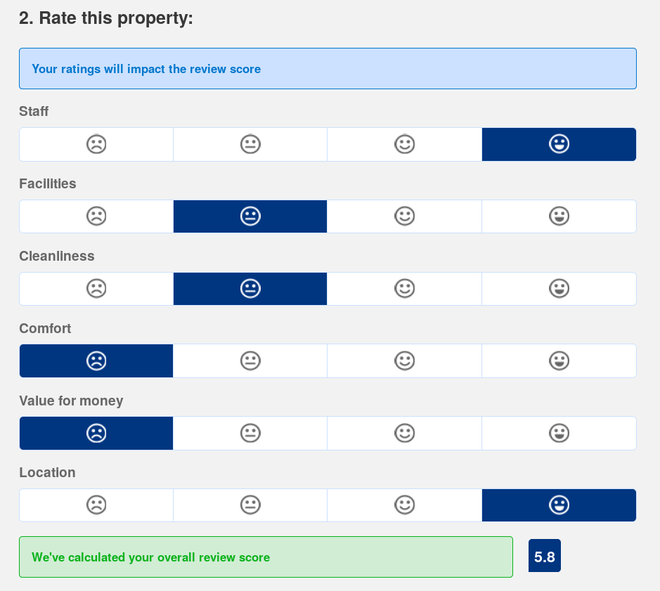 2. Rate this property:
Your ratings will impact the review score
Staff
Facilities
Cleanliness
Comfort
Value for money
Location
We've calculated your overall review score
5.8